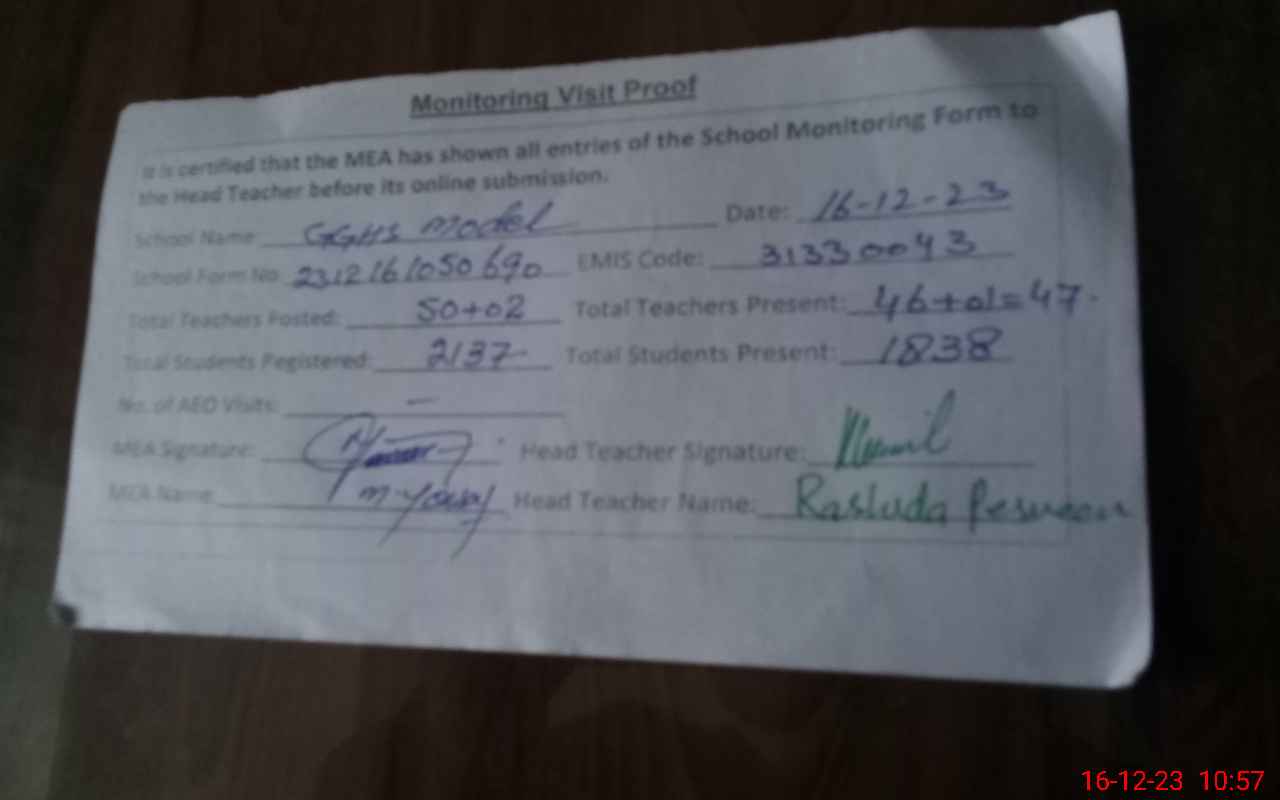 Monitoring Visit Proof
It is certified that the MEA has shown all entries of the School Monitoring Form to
the Head Teacher before its online submission.
School Name: GGHS Model Date: 16-12-23
School Form No. 2312161050690 EMIS Code: 31330043
Total Teachers Posted: 50+02 Total Teachers Present: 46+01=47.
Total Students Registered: 2137 Total Students Present: 1838
No. of AEO Visits: –
MEA Signature: Head Teacher Signature:
MEA Name: Head Teacher Name:
16-12-23 10:57